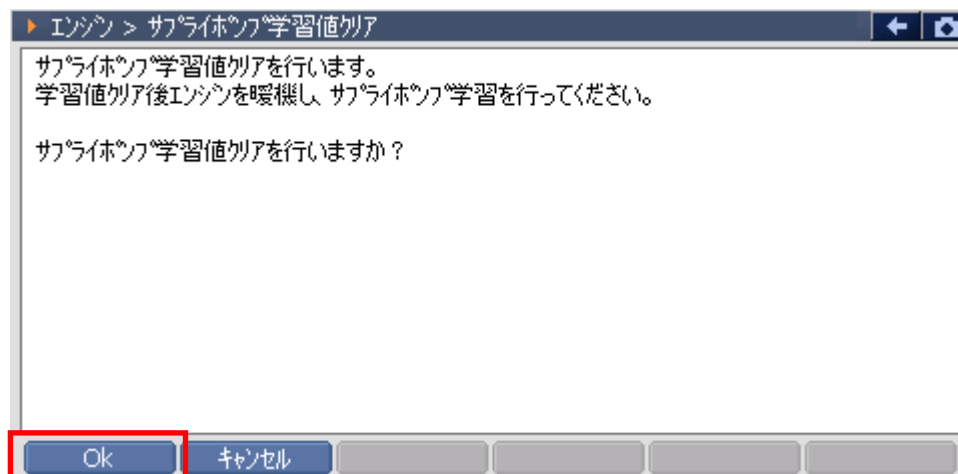 エンジン > サプライポンプ学習値クリア
サプライポンプ学習値クリアを行います。
学習値クリア後エンジンを暖機し、サプライポンプ学習を行ってください。
サプライポンプ学習値クリアを行いますか？
Ok
キャンセル